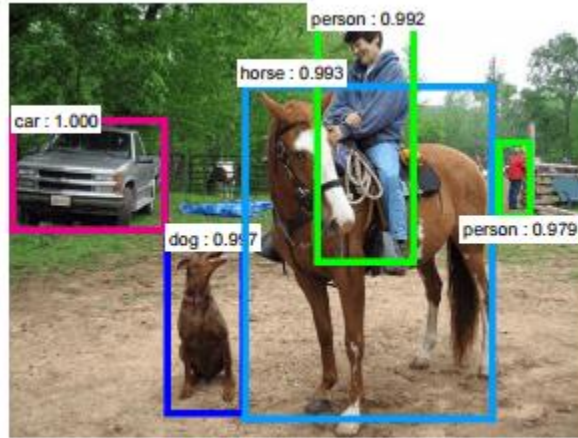 person : 0.992
horse : 0.993
car : 1.000
dog : 0.997
person : 0.979